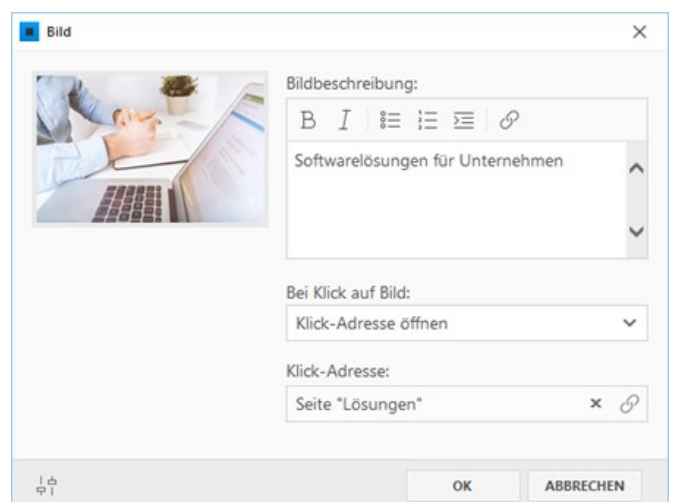 Bild
Bildbeschreibung:
B I
Softwarelösungen für Unternehmen
Bei Klick auf Bild:
Klick-Adresse öffnen
Klick-Adresse:
Seite "Lösungen"
OK ABBRECHEN